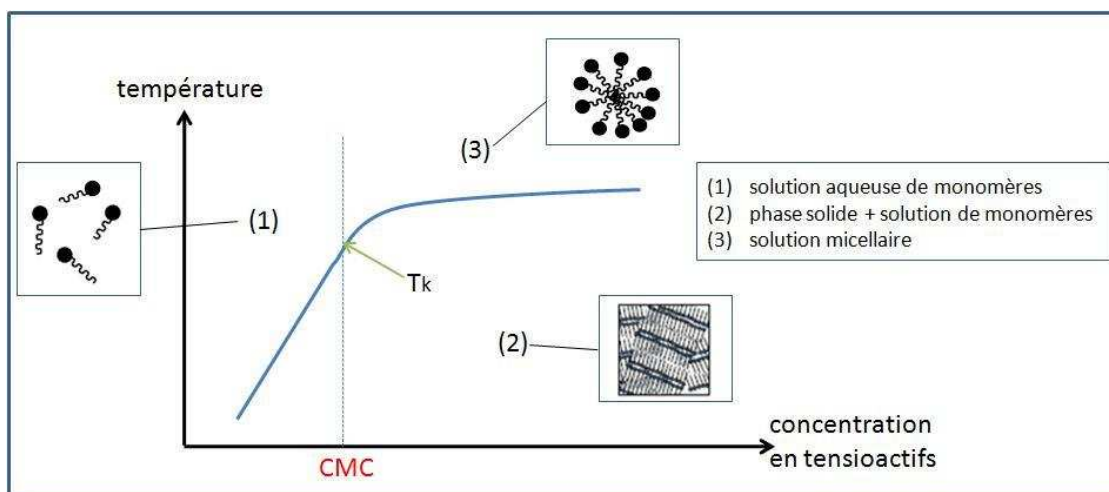 température
(3)
(1)
(1) solution aqueuse de monomères
(2) phase solide + solution de monomères
(3) solution micellaire
Tk
(2)
concentration
en tensioactifs
CMC